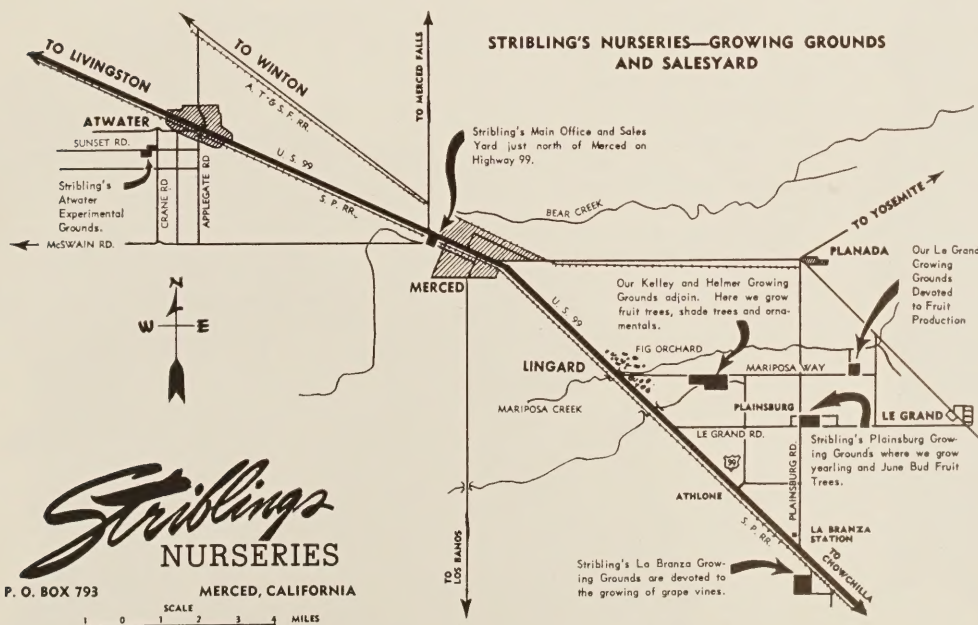 STRIBLING'S NURSERIES—GROWING GROUNDS
AND SALESYARD
TO LIVINGSTON
TO WINTON
A. T & S. F. RR.
TO MERCED FALLS
ATWATER
SUNSET RD.
U. S. 99
S. P. RR.
CRANE RD
APPLEGATE RD
Stribling's
Atwater
Experimental
Grounds.
McSWAIN RD.
Stribling's Main Office and Sales
Yard just north of Merced on
Highway 99.
BEAR CREEK
TO YOSEMITE
PLANADA
MERCED
N
W E
Our Kelley and Helmer Growing
Grounds adjoin. Here we grow
fruit trees, shade trees and orna-
mentals.
Our Le Grand
Growing
Grounds
Devoted
to Fruit
Production
U. S. 99
LINGARD
FIG ORCHARD
MARIPOSA WAY
MARIPOSA CREEK
PLAINSBURG
LE GRAND
LE GRAND RD.
Stribling's Plainsburg Grow-
ing Grounds where we grow
yearling and June Bud Fruit
Trees.
99
PLAINSBURG RD.
ATHLONE
S. P. RR.
LA BRANZA
STATION
TO
CHOWCHILLA
TO
LOS BANOS
Stribling's La Branza Grow-
ing Grounds are devoted to
the growing of grape vines.
Striblings
NURSERIES
P. O. BOX 793 MERCED, CALIFORNIA
SCALE
1 0 1 2 3 4 MILES